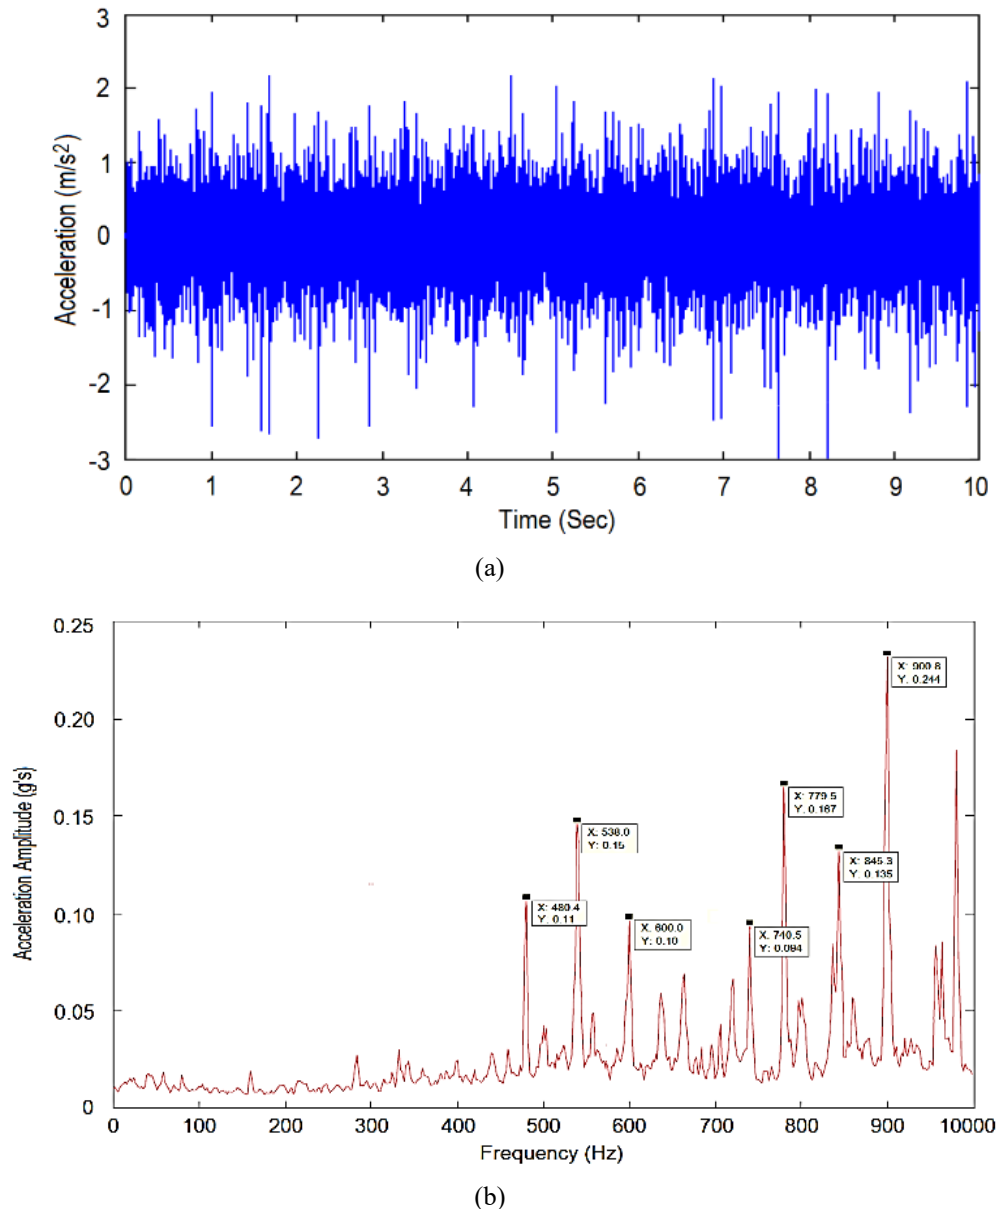 3
2
1
0
-1
-2
-3
Acceleration (m/s2)
0 1 2 3 4 5 6 7 8 9 10
Time (Sec)
(a)
0.25
0.20
0.15
0.10
0.05
0
Acceleration Amplitude (g's)
X: 480.4
Y: 0.11
X: 538.0
Y: 0.15
X: 600.0
Y: 0.10
X: 740.5
Y: 0.094
X: 779.5
Y: 0.167
X: 845.3
Y: 0.135
X: 900.8
Y: 0.244
0 100 200 300 400 500 600 700 800 900 10000
Frequency (Hz)
(b)